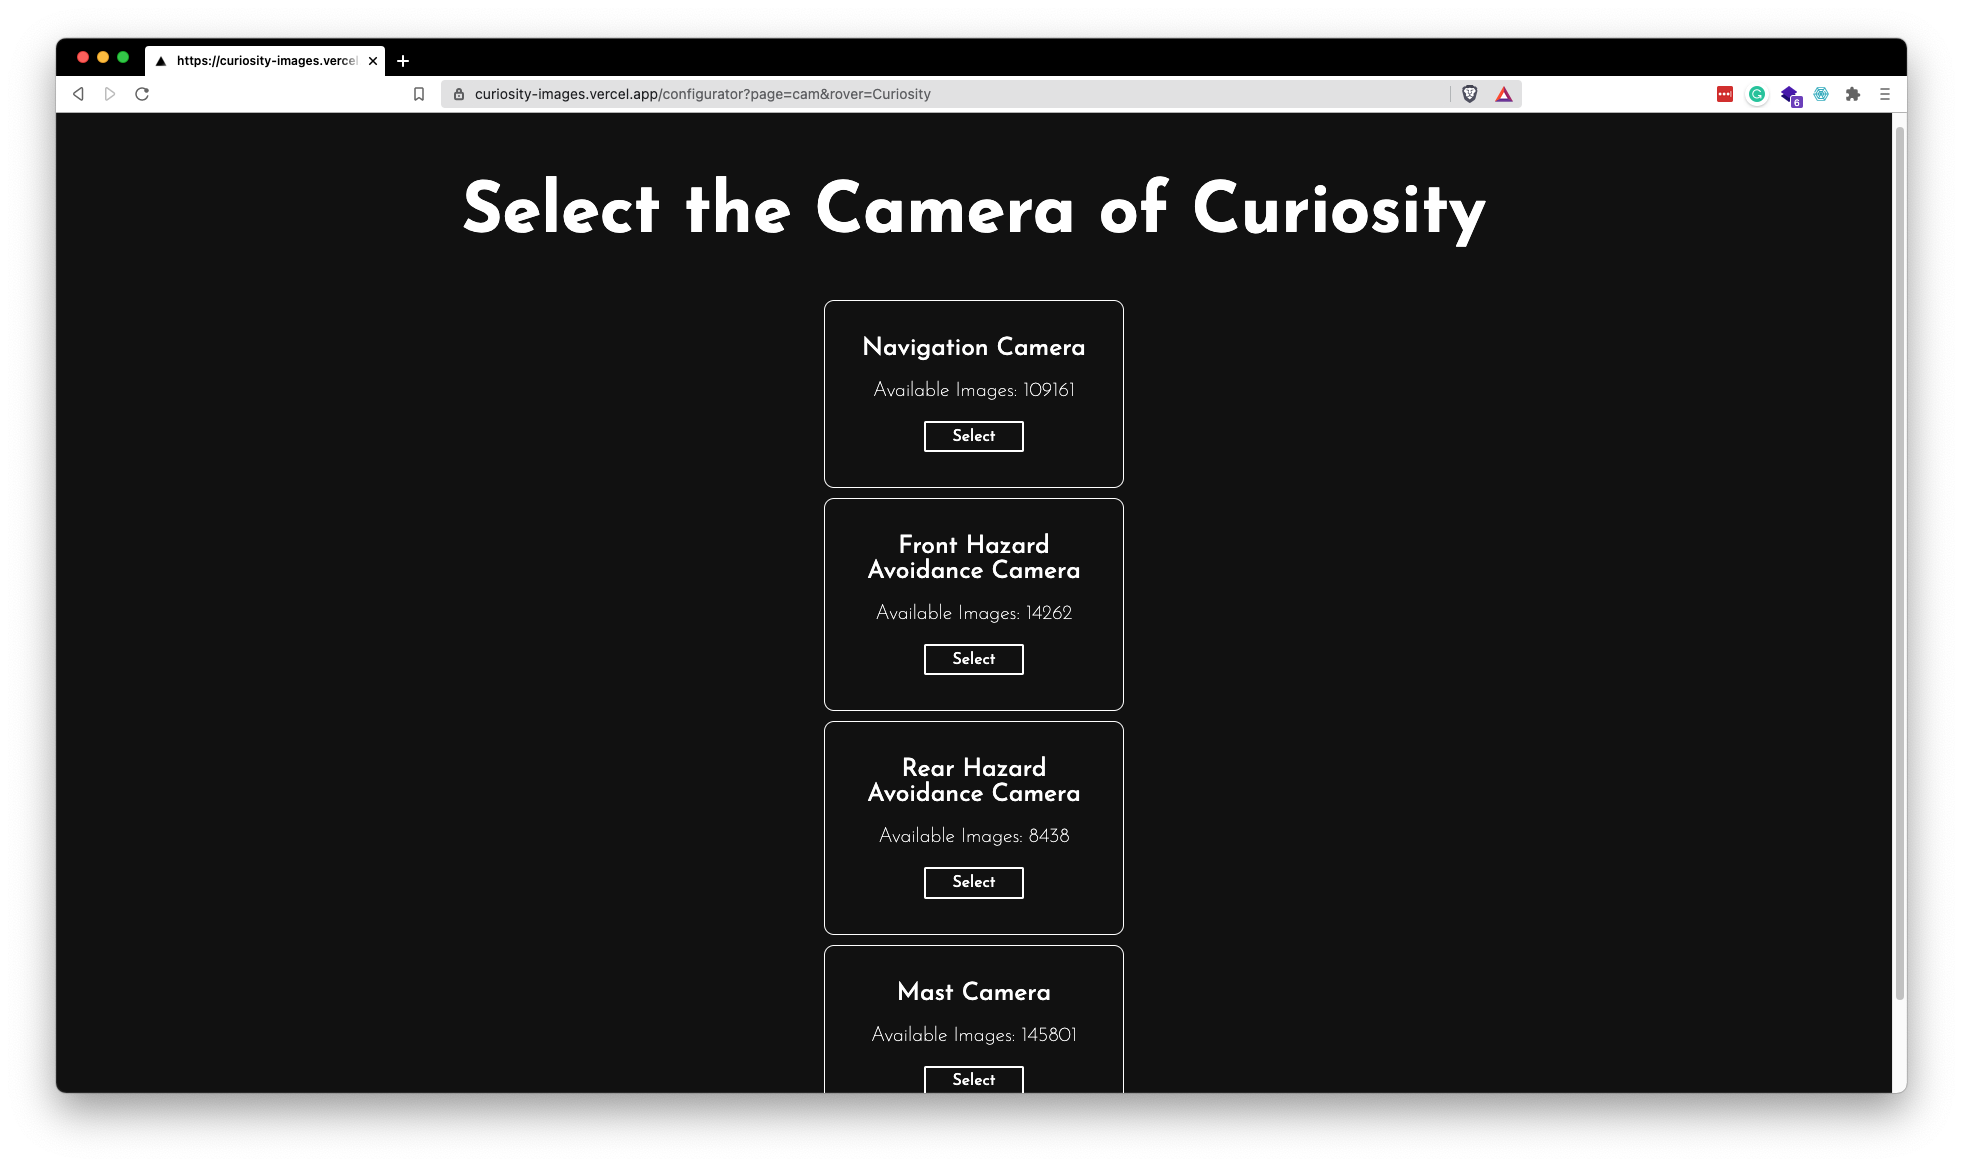 https://curiosity-images.vercel
curiosity-images.vercel.app/configurator?page=cam&rover=Curiosity
6
Select the Camera of Curiosity
Navigation Camera
Available Images: 109161
Select
Front Hazard
Avoidance Camera
Available Images: 14262
Select
Rear Hazard
Avoidance Camera
Available Images: 8438
Select
Mast Camera
Available Images: 145801
Select